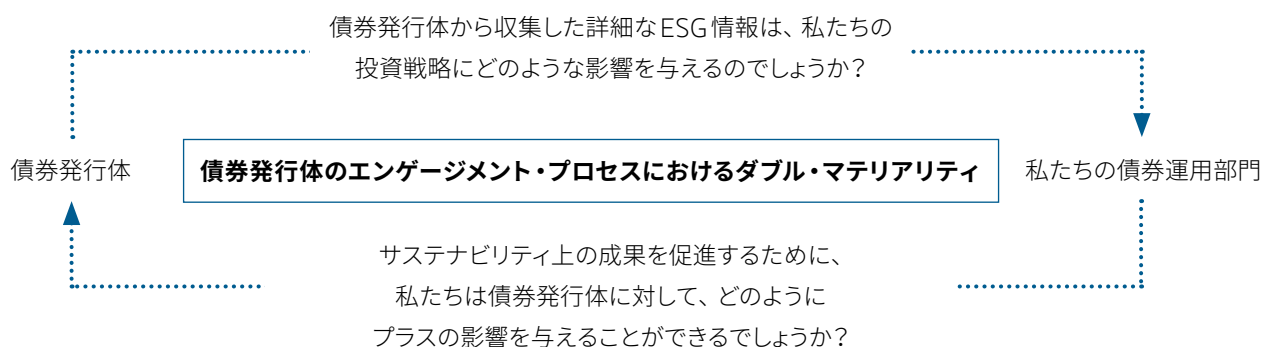 債券発行体から収集した詳細なESG情報は、私たちの
投資戦略にどのような影響を与えるのでしょうか？
債券発行体
債券発行体のエンゲージメント・プロセスにおけるダブル・マテリアリティ
私たちの債券運用部門
サステナビリティ上の成果を促進するために、
私たちは債券発行体に対して、どのように
プラスの影響を与えることができるでしょうか？